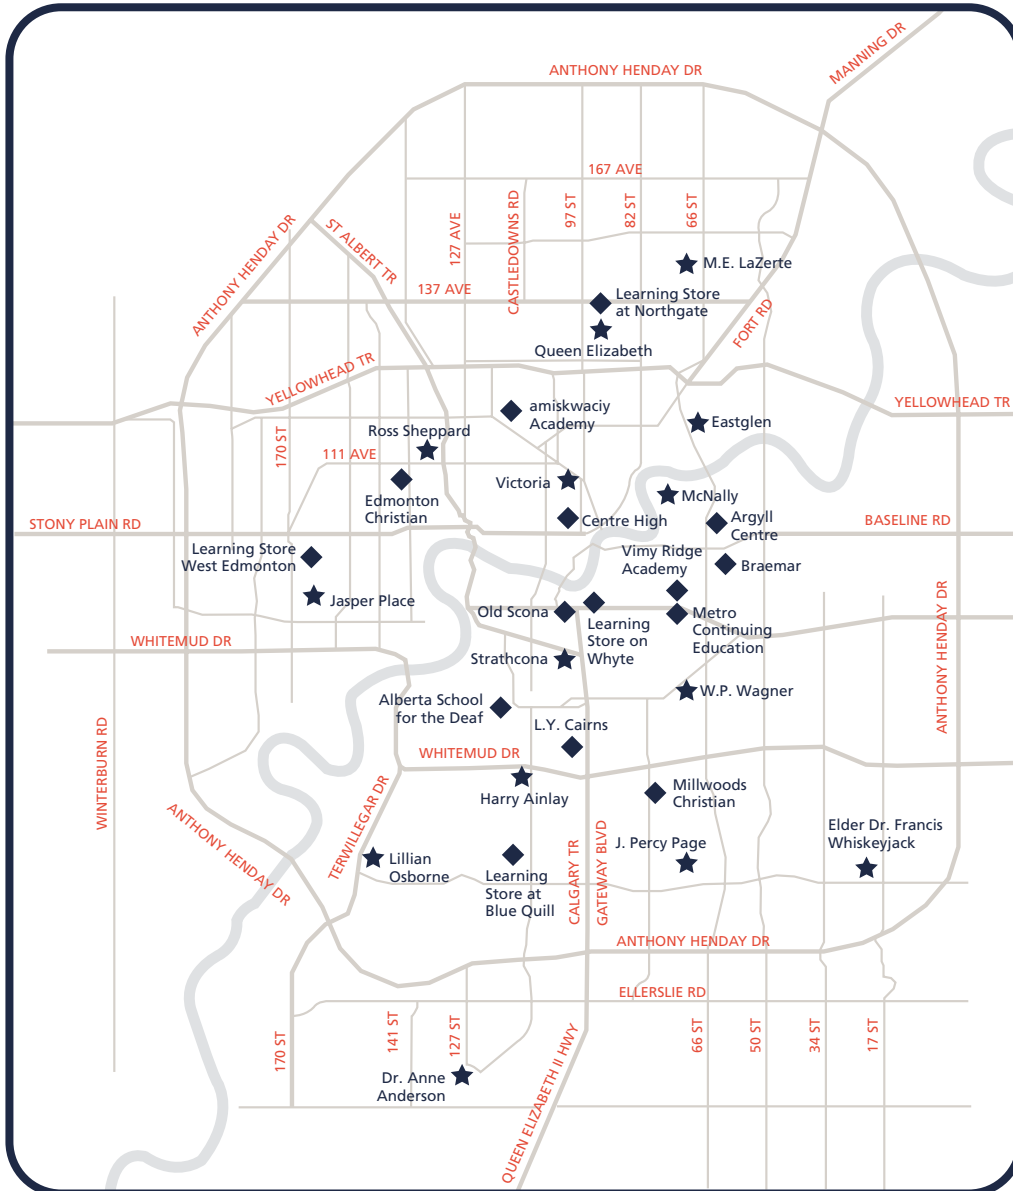 MANNING DR
ANTHONY HENDAY DR
167 AVE
127 AVE
CASTLEDOWNS RD
97 ST
82 ST
66 ST
ANTHONY HENDAY DR
ST ALBERT TR
M.E. LaZerte
137 AVE
Learning Store
at Northgate
FORT RD
Queen Elizabeth
YELLOWHEAD TR
YELLOWHEAD TR
amiskwaciy
Academy
Eastglen
170 ST
Ross Sheppard
111 AVE
Victoria
McNally
Edmonton
Christian
Centre High
Argyll
Centre
STONY PLAIN RD
BASELINE RD
Learning Store
West Edmonton
Vimy Ridge
Academy
Braemar
Jasper Place
Old Scona
Learning
Store on
Whyte
Metro
Continuing
Education
ANTHONY HENDAY DR
WHITEMUD DR
Strathcona
W.P. Wagner
Alberta School
for the Deaf
L.Y. Cairns
WINTERBURN RD
WHITEMUD DR
Harry Ainlay
Millwoods
Christian
ANTHONY HENDAY DR
TERWILLEGAR DR
Elder Dr. Francis
Whiskeyjack
J. Percy Page
Lillian
Osborne
Learning
Store at
Blue Quill
CALGARY TR
GATEWAY BLVD
ANTHONY HENDAY DR
ELLERSLIE RD
170 ST
141 ST
127 ST
66 ST
50 ST
34 ST
17 ST
Dr. Anne
Anderson
QUEEN ELIZABETH II HWY